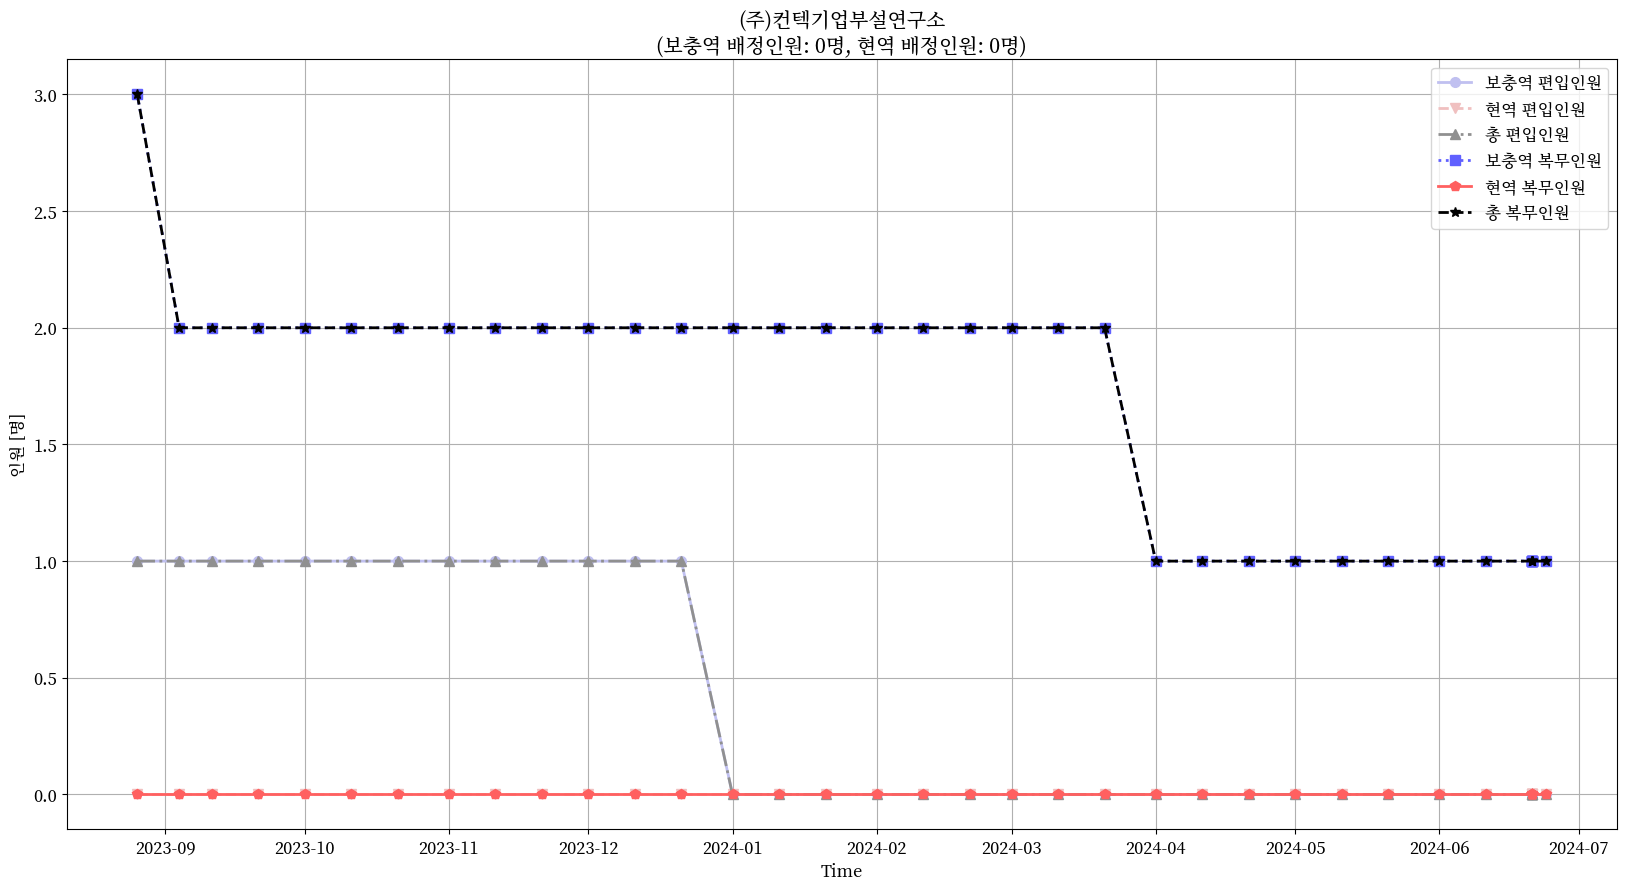 (주)컨텍기업부설연구소
(보충역 배정인원: 0명, 현역 배정인원: 0명)
보충역 편입인원
현역 편입인원
총 편입인원
보충역 복무인원
현역 복무인원
총 복무인원
인원 [명]
3.0
2.5
2.0
1.5
1.0
0.5
0.0
2023-09
2023-10
2023-11
2023-12
2024-01
2024-02
2024-03
2024-04
2024-05
2024-06
2024-07
Time